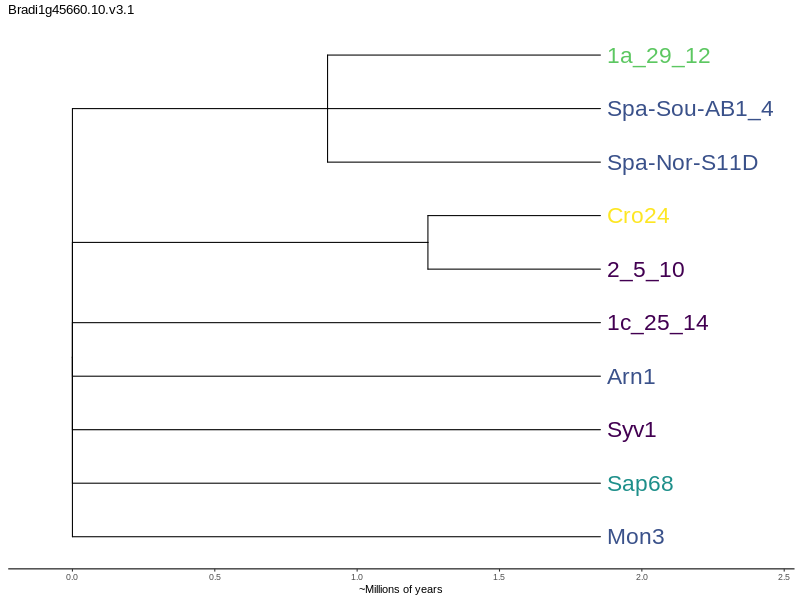 Bradi1g45660.10.v3.1
1a_29_12
Spa-Sou-AB1_4
Spa-Nor-S11D
Cro24
2_5_10
1c_25_14
Arn1
Syv1
Sap68
Mon3
0.0 0.5 1.0 1.5 2.0 2.5
~Millions of years